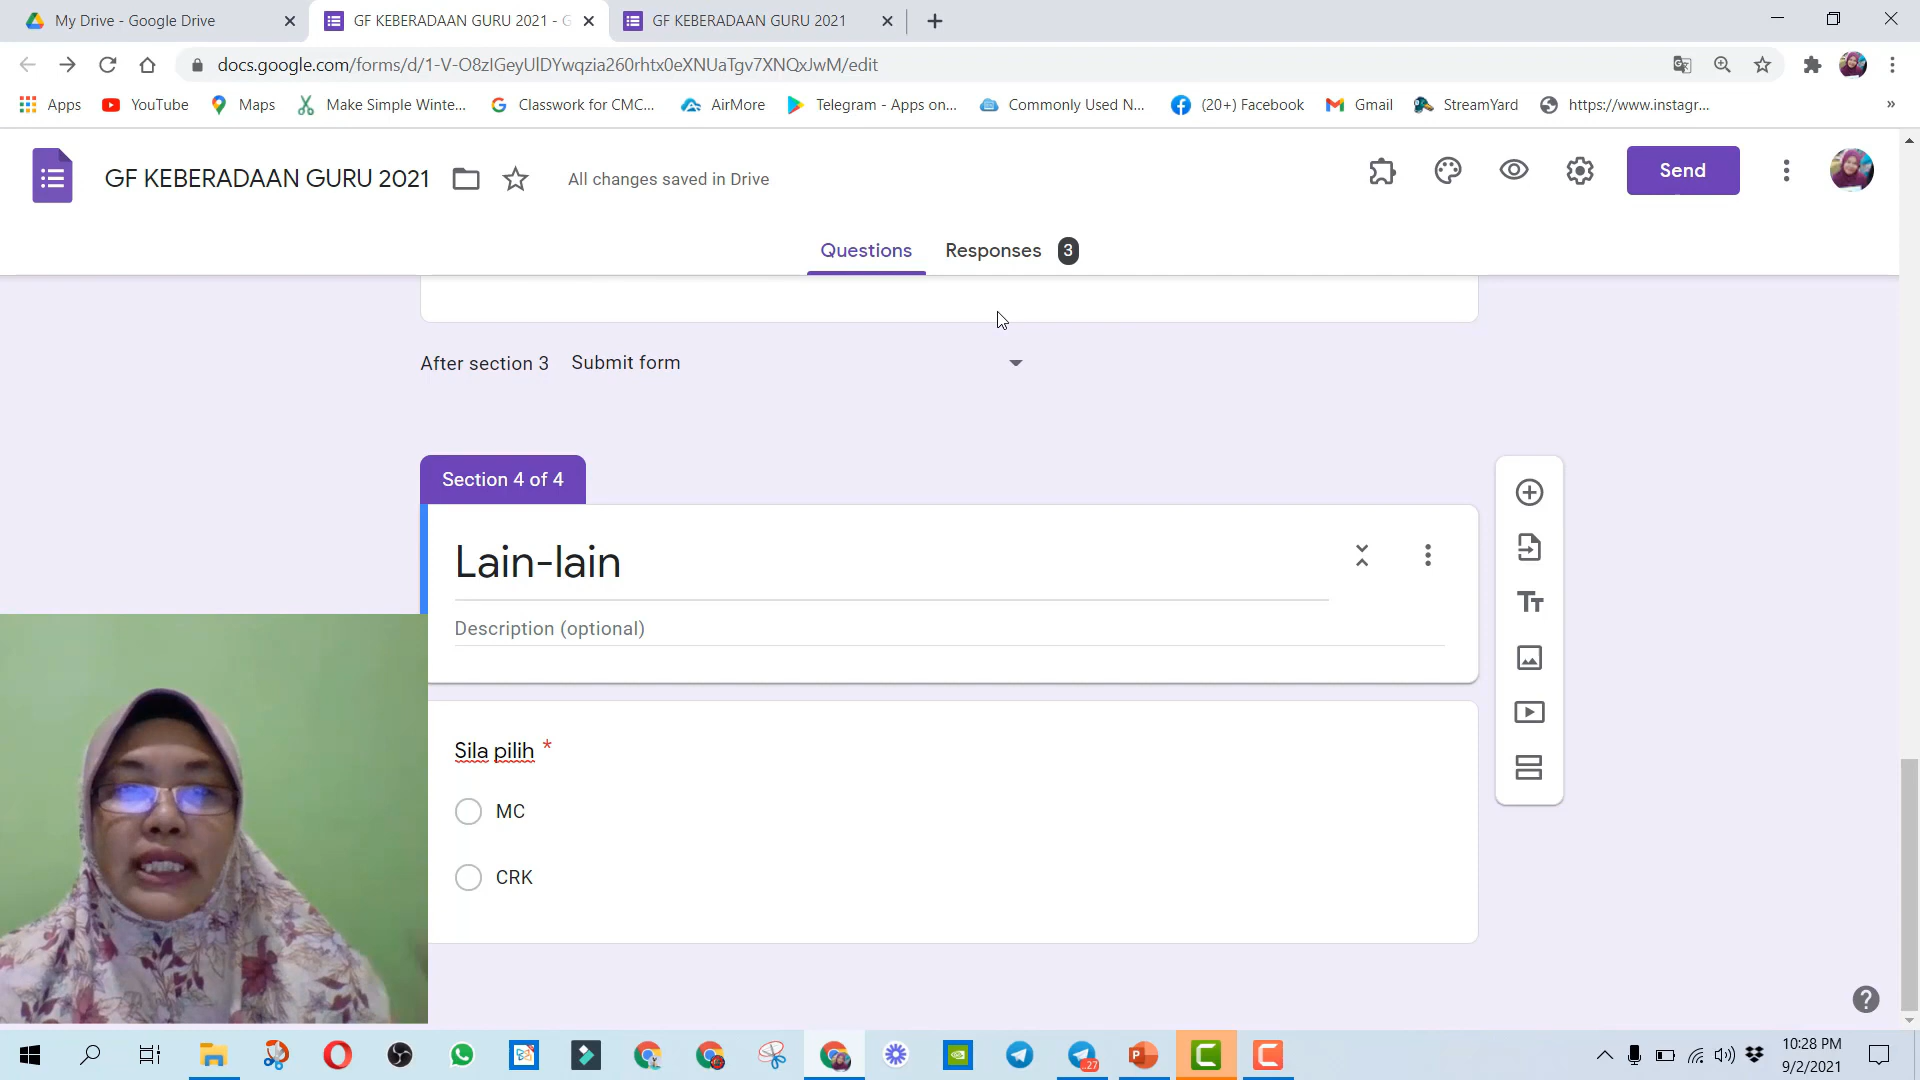 My Drive - Google Drive
GF KEBERADAAN GURU 2021 - G
GF KEBERADAAN GURU 2021
docs.google.com/forms/d/1-V-O8zIGeyUlDYwqzia260rhtx0eXNUaTgv7XNQxJwM/edit
Apps
YouTube
Maps
Make Simple Winte...
Classwork for CMC...
AirMore
Telegram - Apps on...
Commonly Used N...
(20+) Facebook
Gmail
StreamYard
https://www.instagr...
»
GF KEBERADAAN GURU 2021
All changes saved in Drive
Send
Questions
Responses 3
After section 3 Submit form
Section 4 of 4
Lain-lain
Description (optional)
Sila pilih *
MC
CRK
27
10:28 PM
9/2/2021